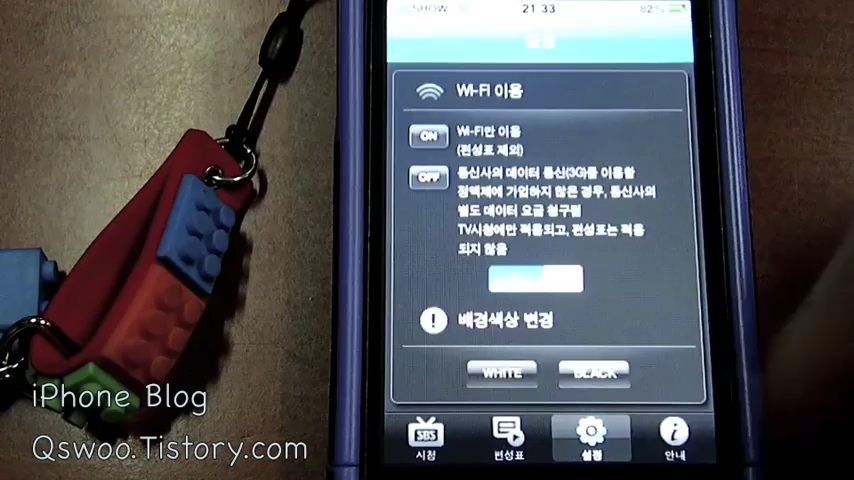 SHOW 21:33 82%
설정
Wi-Fi 이용
ON Wi-Fi만 이용
(편성표 제외)
OFF 통신사의 데이터 통신(3G)를 이용할
정액제에 가입하지 않은 경우, 통신사의
별도 데이터 요금 청구됨
TV시청에만 적용되고, 편성표는 적용
되지 않음
! 배경색상 변경
WHITE BLACK
SBS
시청 편성표 설정 안내
iPhone Blog
Qswoo.Tistory.com